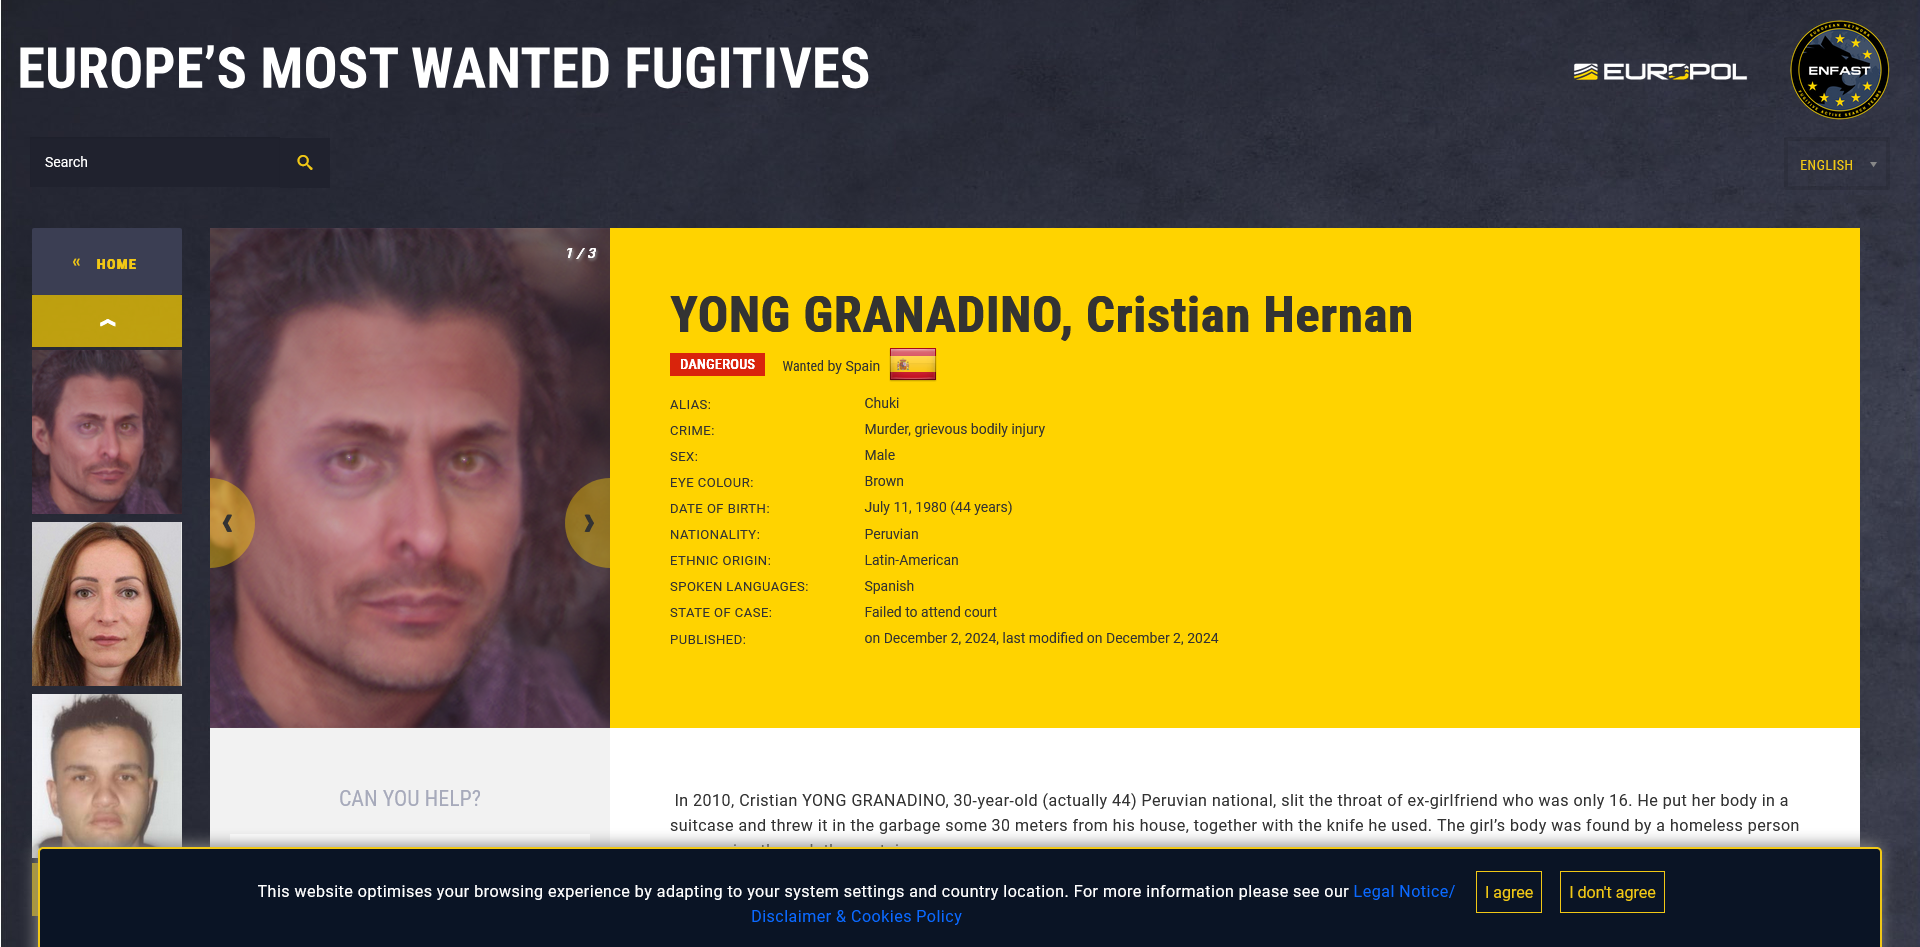 EUROPE’S MOST WANTED FUGITIVES
EUROPOL
ENFAST
Search
ENGLISH
« HOME
1 / 3
YONG GRANADINO, Cristian Hernan
DANGEROUS Wanted by Spain
ALIAS: Chuki
CRIME: Murder, grievous bodily injury
SEX: Male
EYE COLOUR: Brown
DATE OF BIRTH: July 11, 1980 (44 years)
NATIONALITY: Peruvian
ETHNIC ORIGIN: Latin-American
SPOKEN LANGUAGES: Spanish
STATE OF CASE: Failed to attend court
PUBLISHED: on December 2, 2024, last modified on December 2, 2024
CAN YOU HELP?
In 2010, Cristian YONG GRANADINO, 30-year-old (actually 44) Peruvian national, slit the throat of ex-girlfriend who was only 16. He put her body in a
suitcase and threw it in the garbage some 30 meters from his house, together with the knife he used. The girl’s body was found by a homeless person
This website optimises your browsing experience by adapting to your system settings and country location. For more information please see our Legal Notice/
Disclaimer & Cookies Policy
I agree
I don't agree